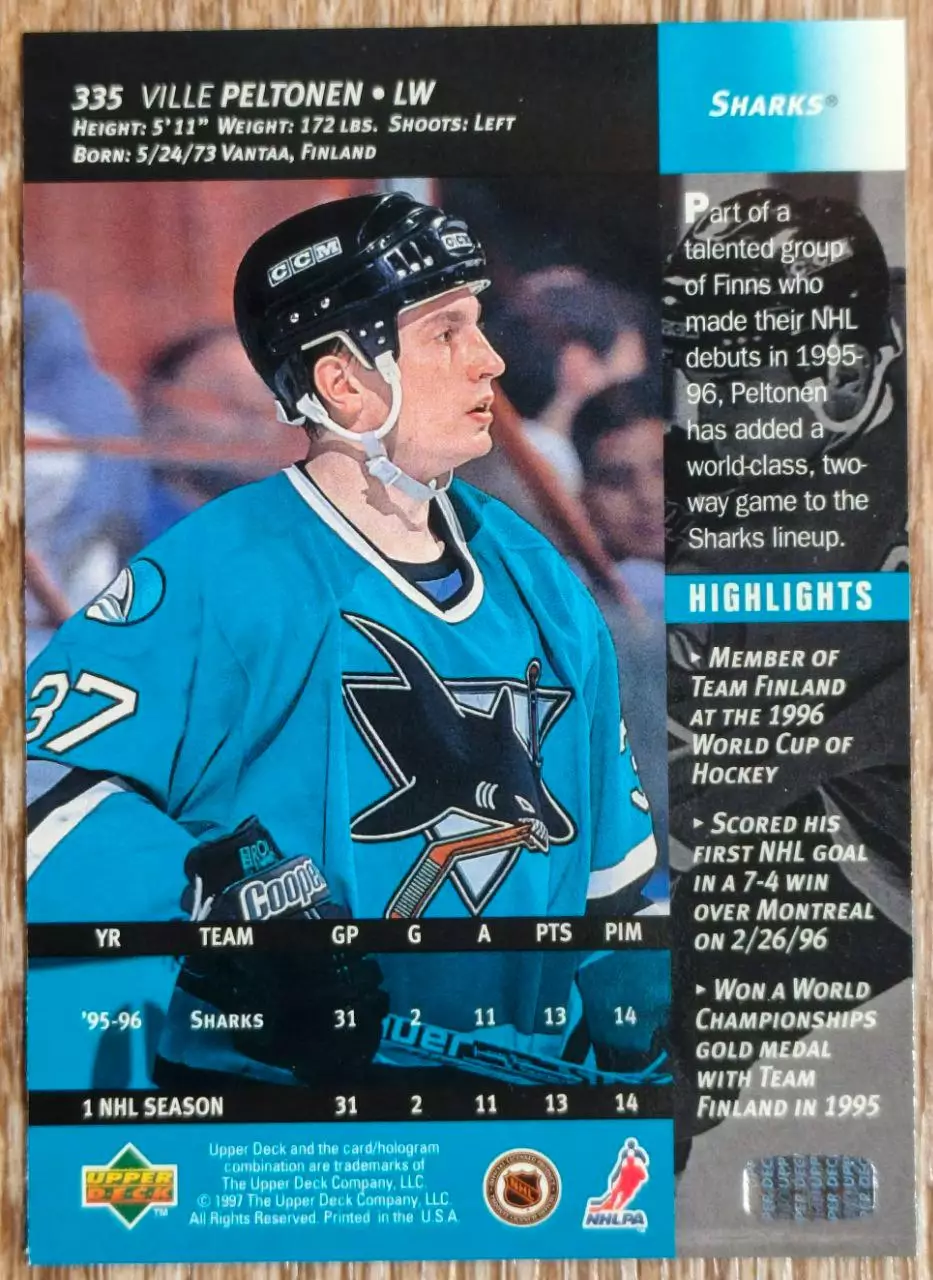 335 VILLE PELTONEN • LW
HEIGHT: 5'11" WEIGHT: 172 LBS. SHOOTS: LEFT
BORN: 5/24/73 VANTAA, FINLAND
SHARKS®
Part of a
talented group
of Finns who
made their NHL
debuts in 1995-
96, Peltonen
has added a
world-class, two-
way game to the
Sharks lineup.
HIGHLIGHTS
▸ MEMBER OF
TEAM FINLAND
AT THE 1996
WORLD CUP OF
HOCKEY
▸ SCORED HIS
FIRST NHL GOAL
IN A 7-4 WIN
OVER MONTREAL
ON 2/26/96
▸ WON A WORLD
CHAMPIONSHIPS
GOLD MEDAL
WITH TEAM
FINLAND IN 1995
CCM
CCM
37
3
BRO
Cooper
YR TEAM GP G A PTS PIM
'95-96 SHARKS 31 2 11 13 14
1 NHL SEASON 31 2 11 13 14
UPPER
DECK™
Upper Deck and the card/hologram
combination are trademarks of
The Upper Deck Company, LLC.
© 1997 The Upper Deck Company, LLC.
All Rights Reserved. Printed in the U.S.A.
NHL
NHLPA